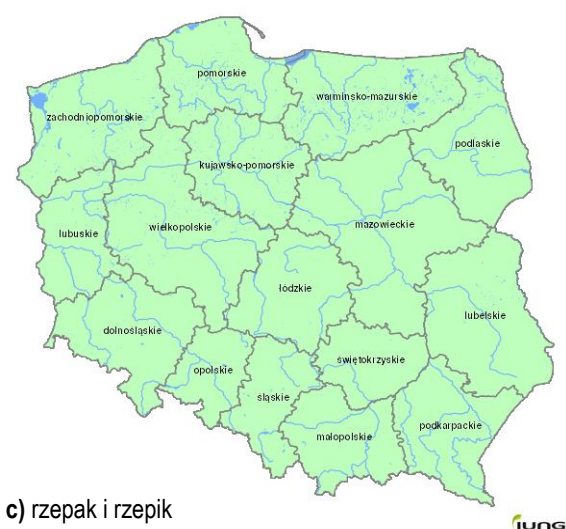 pomorskie
warmińsko-mazurskie
zachodniopomorskie
podlaskie
kujawsko-pomorskie
wielkopolskie
mazowieckie
lubuskie
łódzkie
lubelskie
dolnośląskie
świętokrzyskie
opolskie
śląskie
podkarpackie
małopolskie
c) rzepak i rzepik
IUNG